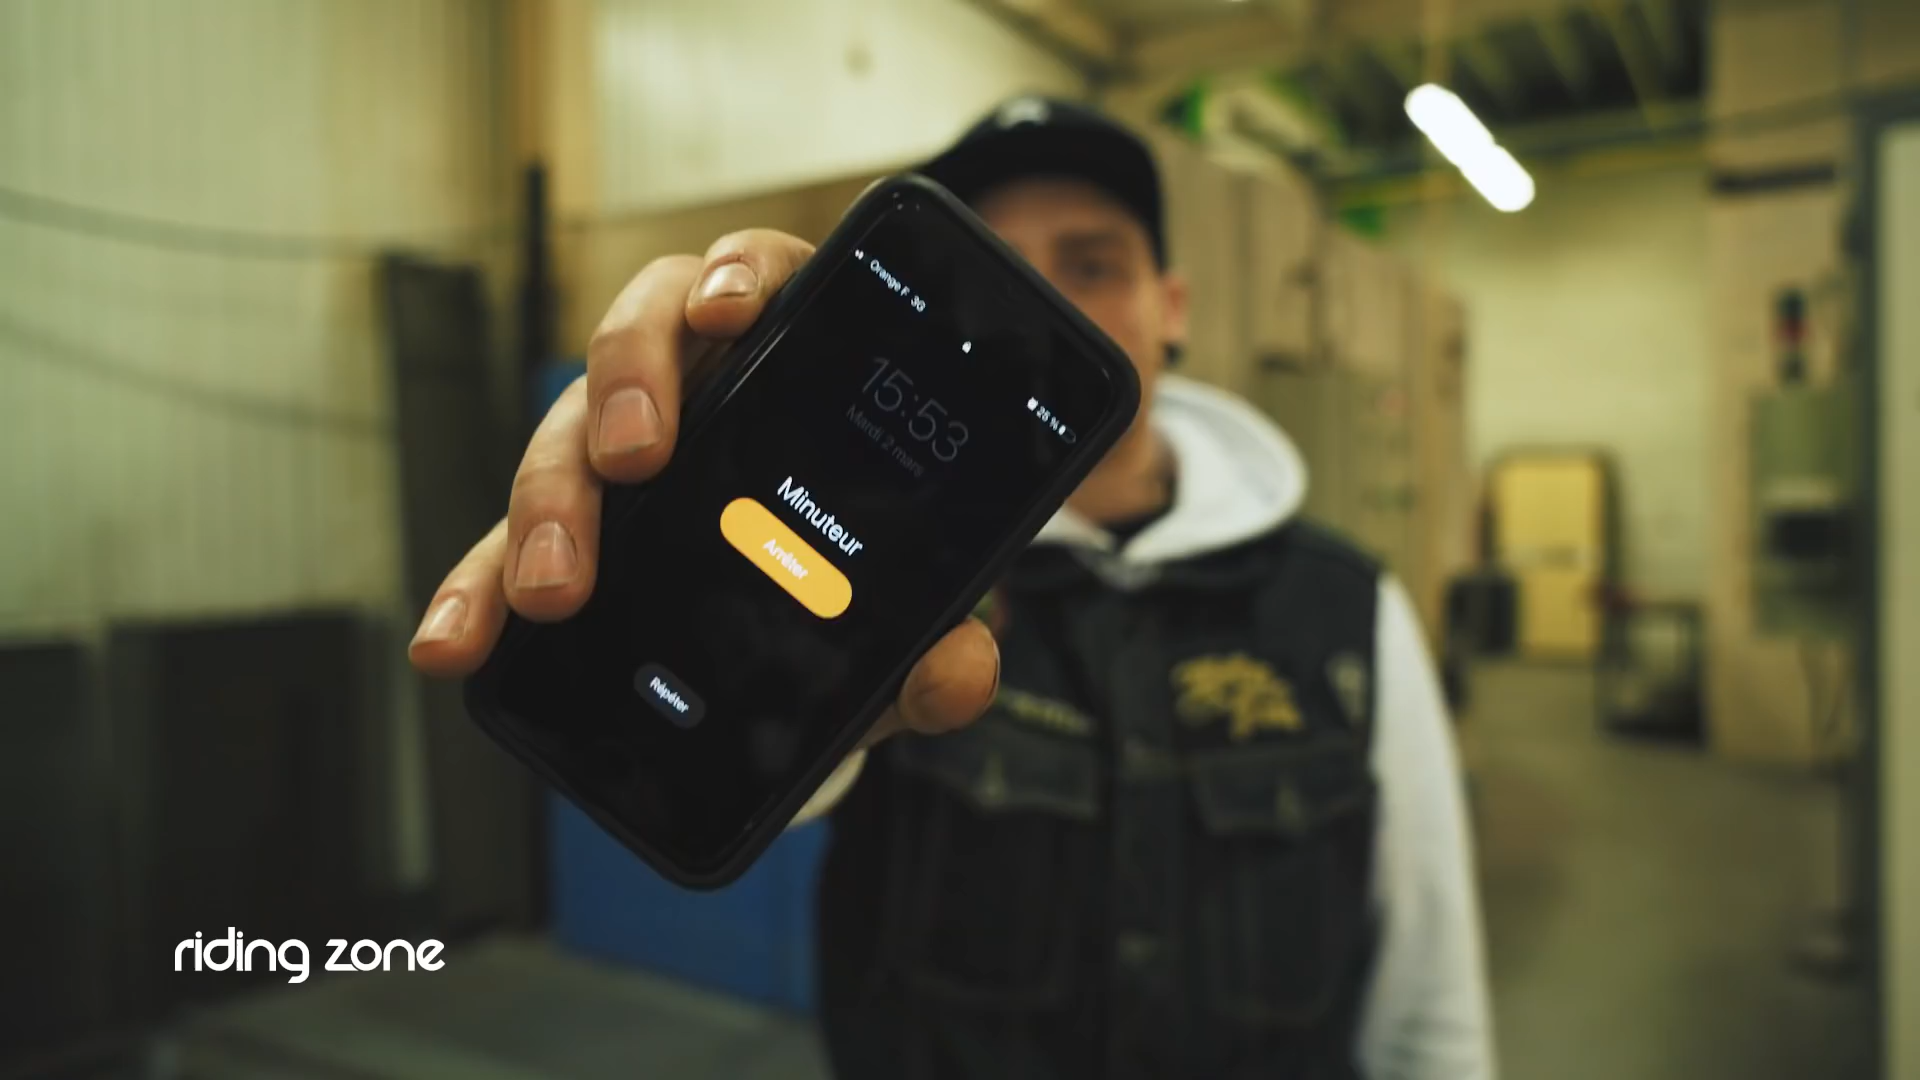 Orange F 3G
25 %
15:53
Mardi 2 mars
Minuteur
Arrêter
Répéter
riding zone